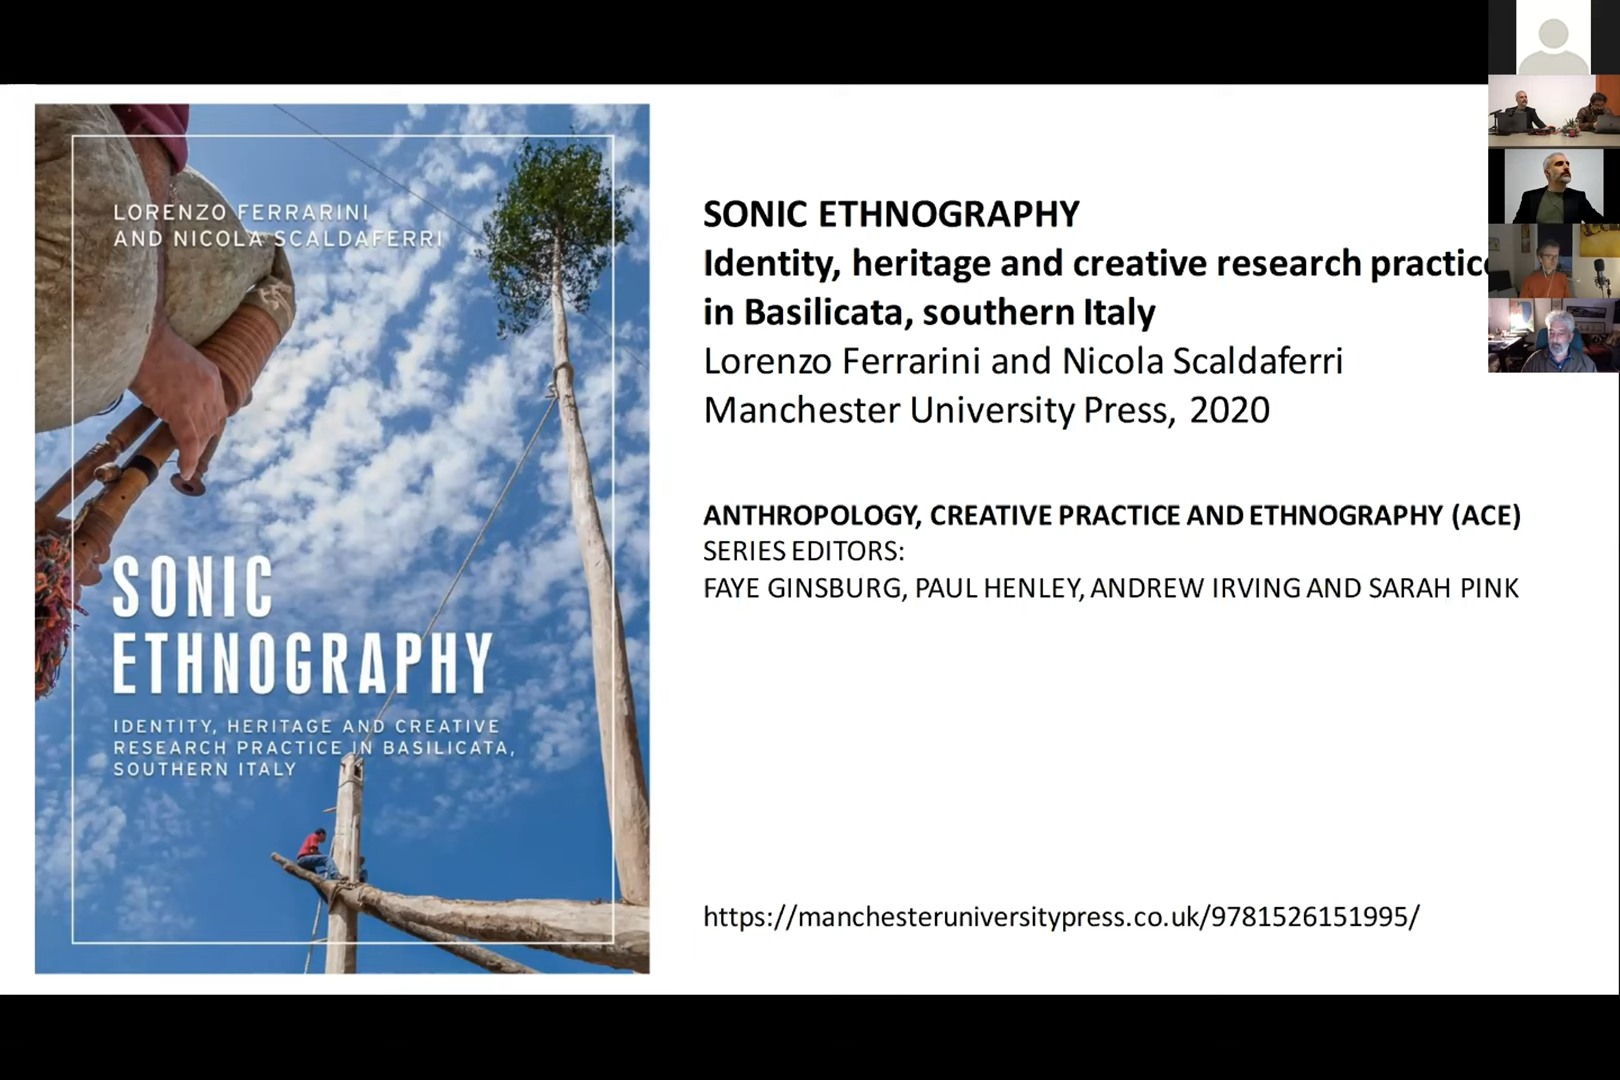 LORENZO FERRARINI
AND NICOLA SCALDAFERRI
SONIC
ETHNOGRAPHY
IDENTITY, HERITAGE AND CREATIVE
RESEARCH PRACTICE IN BASILICATA,
SOUTHERN ITALY
SONIC ETHNOGRAPHY
Identity, heritage and creative research practice
in Basilicata, southern Italy
Lorenzo Ferrarini and Nicola Scaldaferri
Manchester University Press, 2020
ANTHROPOLOGY, CREATIVE PRACTICE AND ETHNOGRAPHY (ACE)
SERIES EDITORS:
FAYE GINSBURG, PAUL HENLEY, ANDREW IRVING AND SARAH PINK
https://manchesteruniversitypress.co.uk/9781526151995/